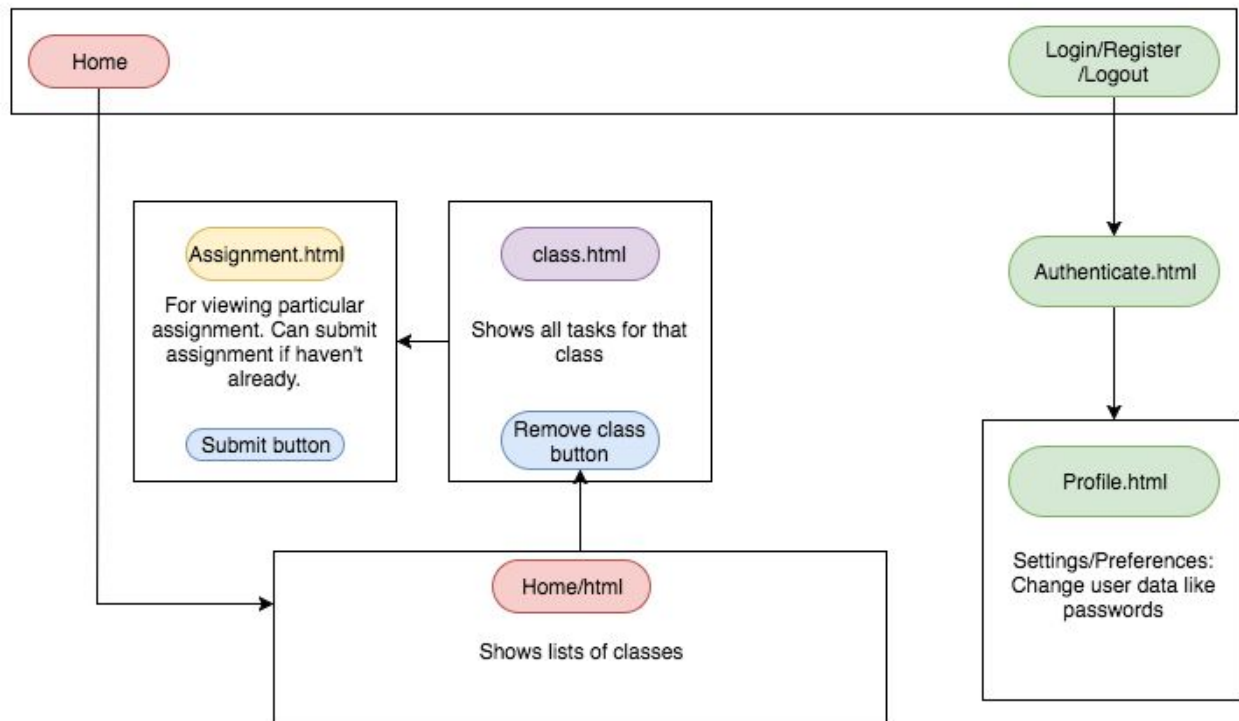 Home
Login/Register
/Logout
Assignment.html
For viewing particular
assignment. Can submit
assignment if haven't
already.
Submit button
class.html
Shows all tasks for that
class
Remove class
button
Authenticate.html
Profile.html
Settings/Preferences:
Change user data like
passwords
Home/html
Shows lists of classes